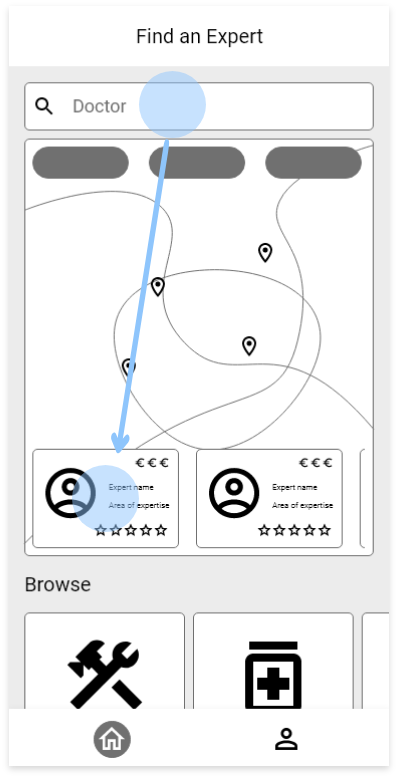 Find an Expert
Doctor
€€€
Expert name
Area of expertise
€€€
Expert name
Area of expertise
Browse